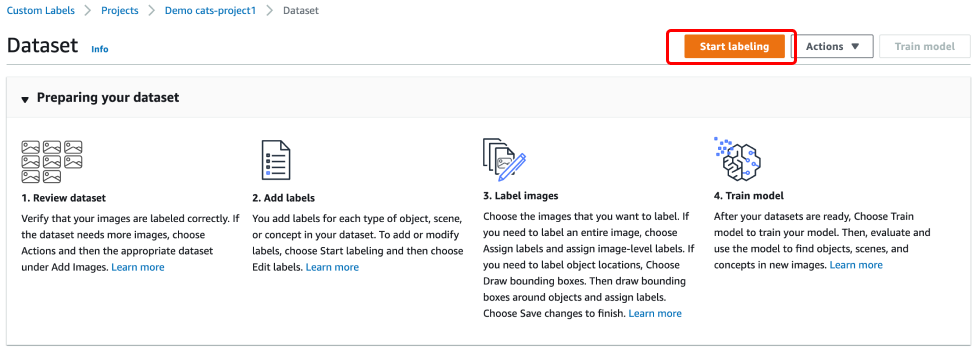 Custom Labels > Projects > Demo cats-project1 > Dataset
Dataset Info
Start labeling Actions ▼ Train model
▼ Preparing your dataset
1. Review dataset
Verify that your images are labeled correctly. If
the dataset needs more images, choose
Actions and then the appropriate dataset
under Add Images. Learn more
2. Add labels
You add labels for each type of object, scene,
or concept in your dataset. To add or modify
labels, choose Start labeling and then choose
Edit labels. Learn more
3. Label images
Choose the images that you want to label. If
you need to label an entire image, choose
Assign labels and assign image-level labels. If
you need to label object locations, Choose
Draw bounding boxes. Then draw bounding
boxes around objects and assign labels.
Choose Save changes to finish. Learn more
4. Train model
After your datasets are ready, Choose Train
model to train your model. Then, evaluate and
use the model to find objects, scenes, and
concepts in new images. Learn more